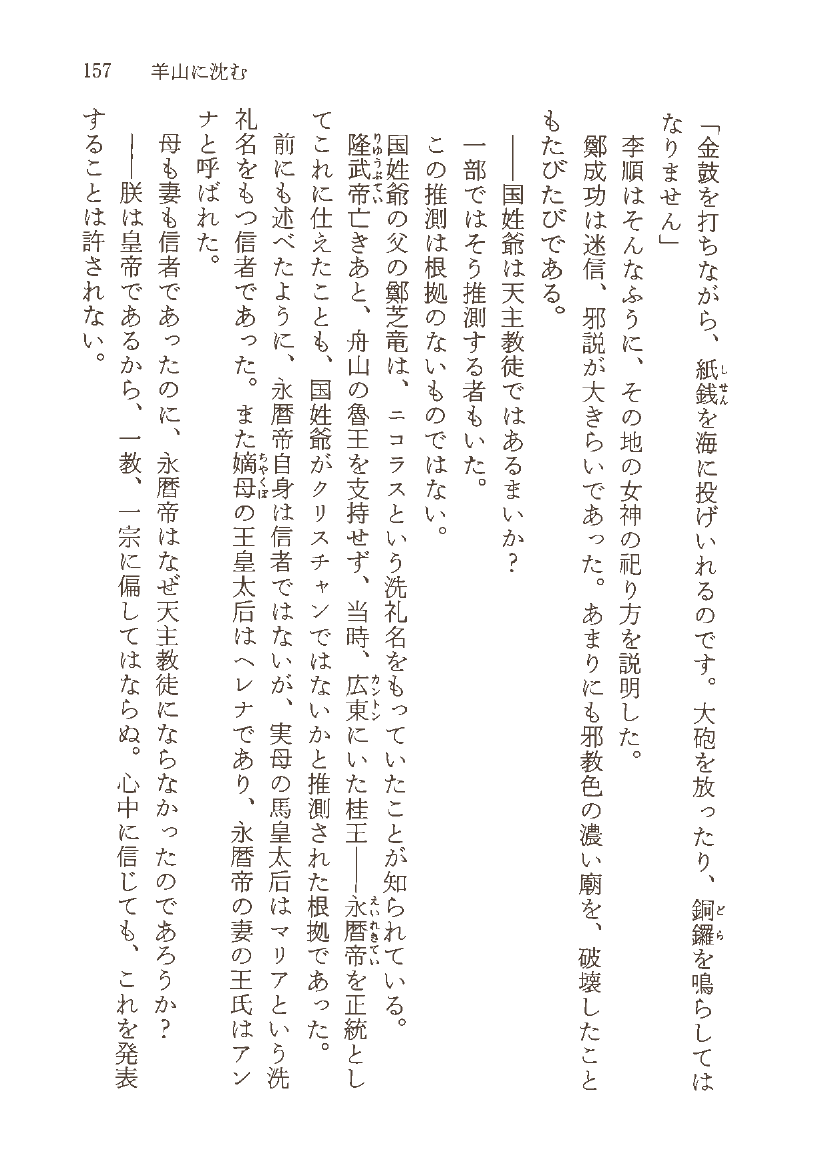 157 羊山に沈む
「金鼓を打ちながら、紙銭を海に投げいれるのです。大砲を放ったり、銅鑼を鳴らしては
なりません」
李順はそんなふうに、その地の女神の祀り方を説明した。
鄭成功は迷信、邪説が大きらいであった。あまりにも邪教色の濃い廟を、破壊したこと
もたびたびである。
――国姓爺は天主教徒ではあるまいか?
一部ではそう推測する者もいた。
この推測は根拠のないものではない。
国姓爺の父の鄭芝竜は、ニコラスという洗礼名をもっていたことが知られている。
隆武帝亡きあと、舟山の魯王を支持せず、当時、広東にいた桂王――永暦帝を正統とし
てこれに仕えたことも、国姓爺がクリスチャンではないかと推測された根拠であった。
前にも述べたように、永暦帝自身は信者ではないが、実母の馬皇太后はマリアという洗
礼名をもつ信者であった。また嫡母の王皇太后はヘレナであり、永暦帝の妻の王氏はアン
ナと呼ばれた。
母も妻も信者であったのに、永暦帝はなぜ天主教徒にならなかったのであろうか?
――朕は皇帝であるから、一教、一宗に偏してはならぬ。心中に信じても、これを発表
することは許されない。